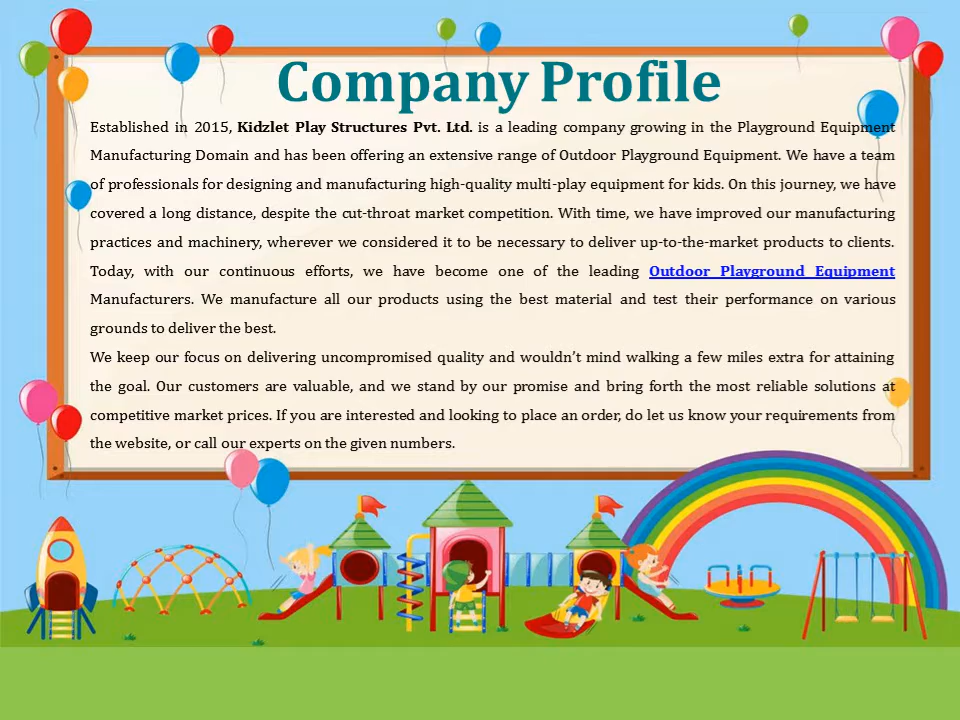 Company Profile
Established in 2015, Kidzlet Play Structures Pvt. Ltd. is a leading company growing in the Playground Equipment
Manufacturing Domain and has been offering an extensive range of Outdoor Playground Equipment. We have a team
of professionals for designing and manufacturing high-quality multi-play equipment for kids. On this journey, we have
covered a long distance, despite the cut-throat market competition. With time, we have improved our manufacturing
practices and machinery, wherever we considered it to be necessary to deliver up-to-the-market products to clients.
Today, with our continuous efforts, we have become one of the leading Outdoor Playground Equipment
Manufacturers. We manufacture all our products using the best material and test their performance on various
grounds to deliver the best.
We keep our focus on delivering uncompromised quality and wouldn’t mind walking a few miles extra for attaining
the goal. Our customers are valuable, and we stand by our promise and bring forth the most reliable solutions at
competitive market prices. If you are interested and looking to place an order, do let us know your requirements from
the website, or call our experts on the given numbers.